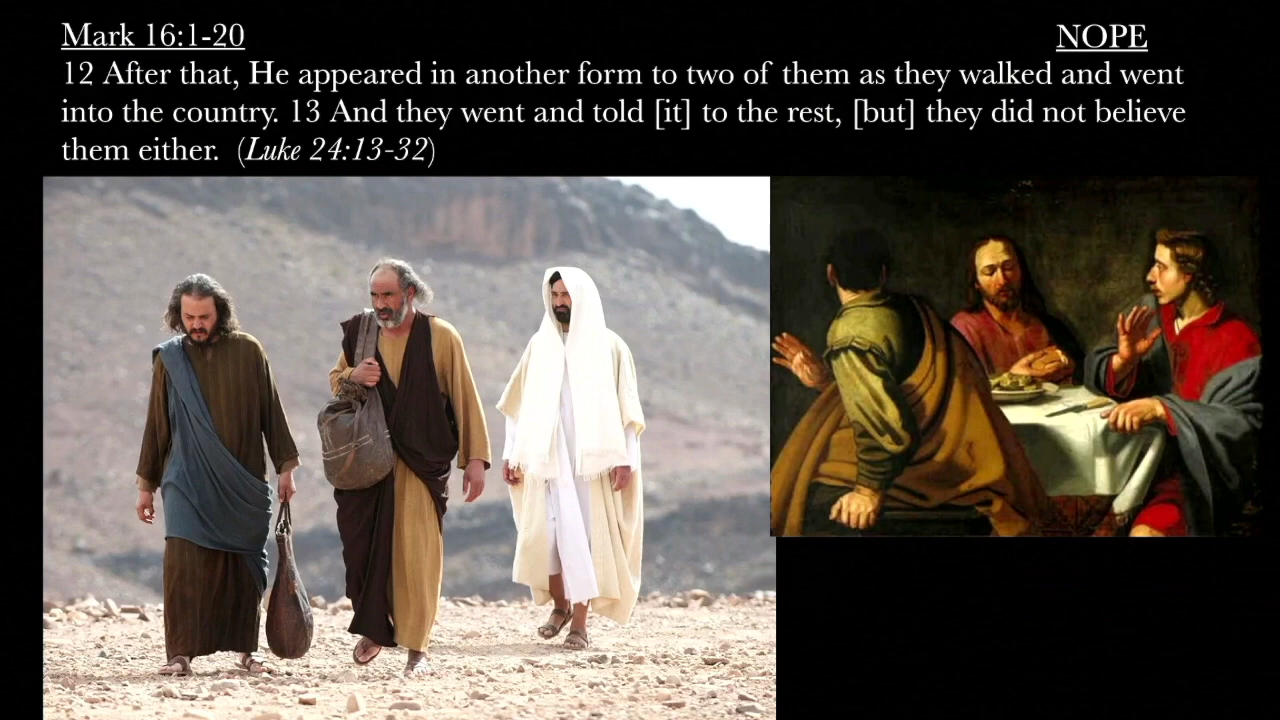 Mark 16:1-20 NOPE
12 After that, He appeared in another form to two of them as they walked and went
into the country. 13 And they went and told [it] to the rest, [but] they did not believe
them either. (Luke 24:13-32)